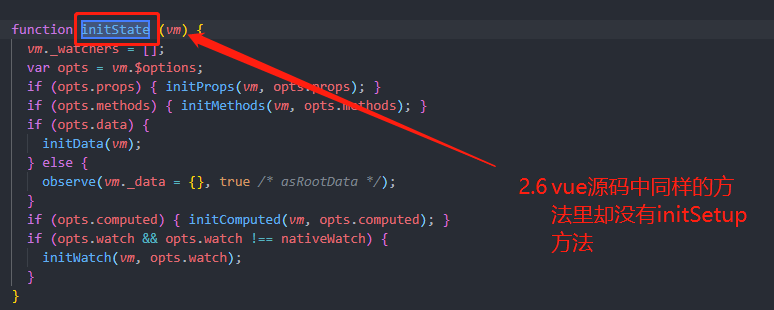 function initState (vm) {
vm._watchers = [];
var opts = vm.$options;
if (opts.props) { initProps(vm, opts.props); }
if (opts.methods) { initMethods(vm, opts.methods); }
if (opts.data) {
initData(vm);
} else {
observe(vm._data = {}, true /* asRootData */);
}
if (opts.computed) { initComputed(vm, opts.computed); }
if (opts.watch && opts.watch !== nativeWatch) {
initWatch(vm, opts.watch);
}
}
2.6 vue源码中同样的方
法里却没有initSetup
方法